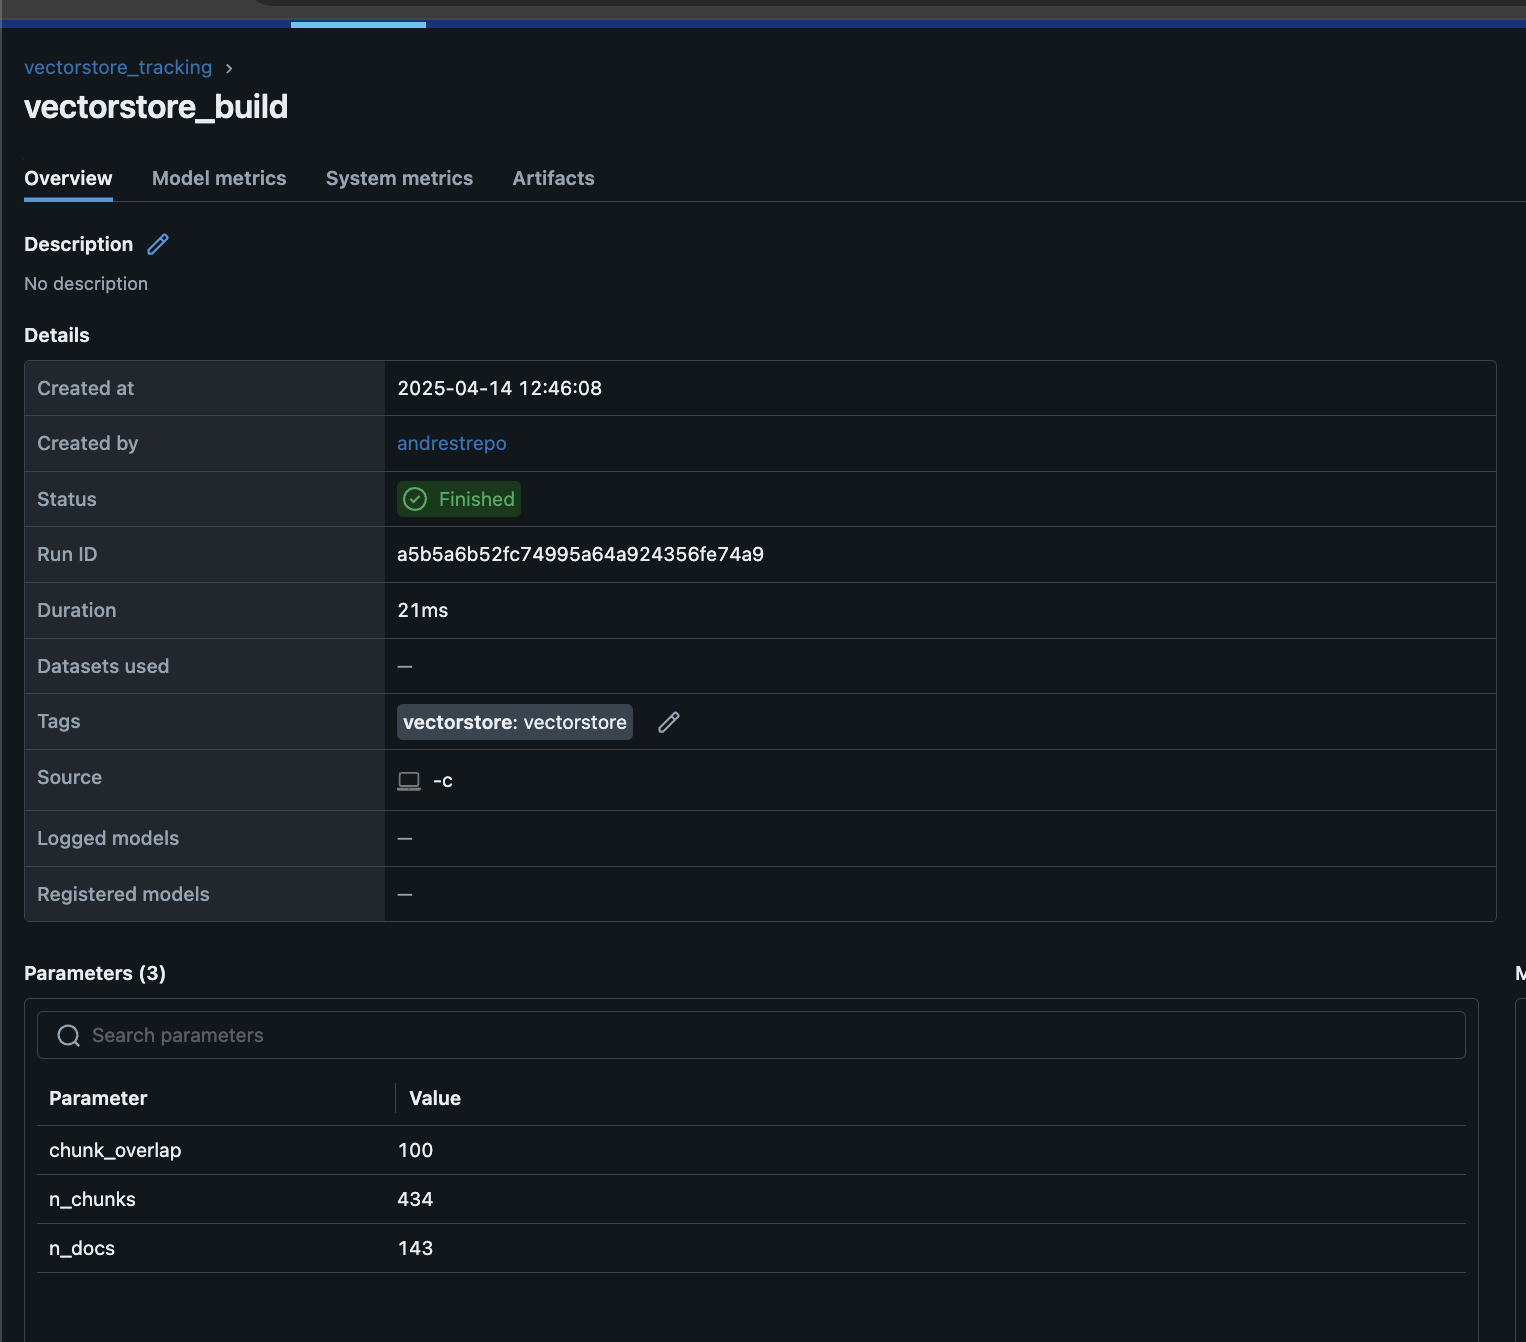 vectorstore_tracking ›
vectorstore_build
Overview Model metrics System metrics Artifacts
Description
No description
Details
Created at 2025-04-14 12:46:08
Created by andrestrepo
Status Finished
Run ID a5b5a6b52fc74995a64a924356fe74a9
Duration 21ms
Datasets used —
Tags vectorstore: vectorstore
Source -c
Logged models —
Registered models —
Parameters (3)
Search parameters
Parameter Value
chunk_overlap 100
n_chunks 434
n_docs 143